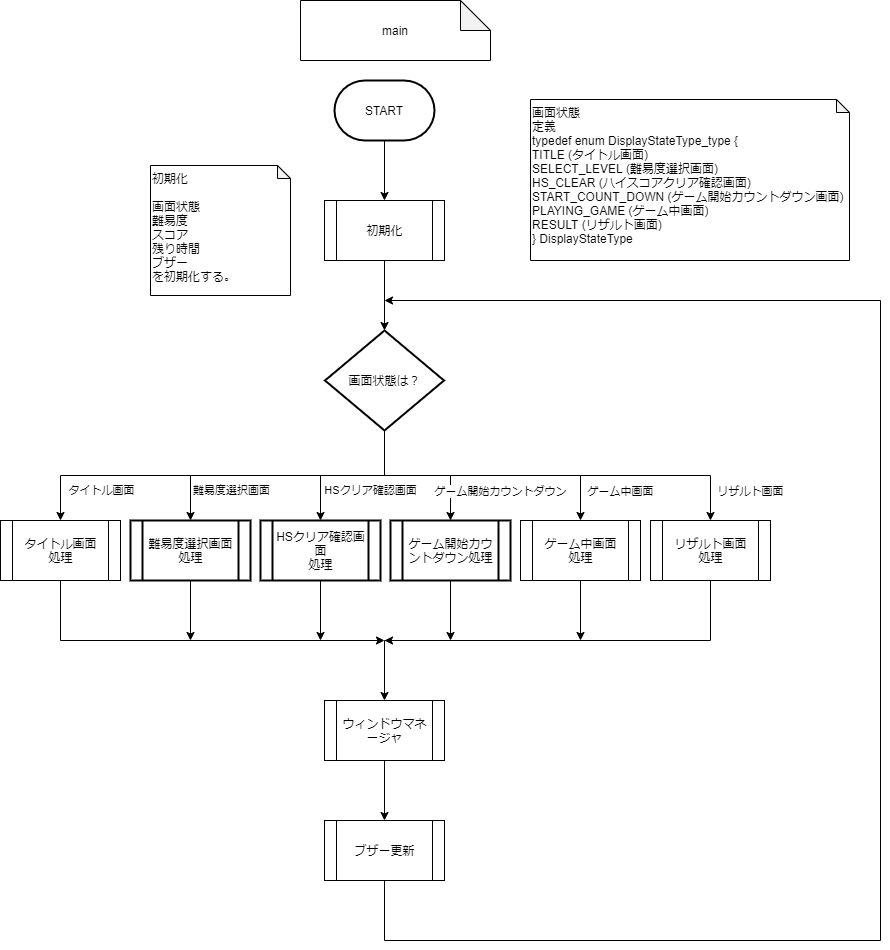 main
START
画面状態
定義
typedef enum DisplayStateType_type {
TITLE (タイトル画面)
SELECT_LEVEL (難易度選択画面)
HS_CLEAR (ハイスコアクリア確認画面)
START_COUNT_DOWN (ゲーム開始カウントダウン画面)
PLAYING_GAME (ゲーム中画面)
RESULT (リザルト画面)
} DisplayStateType
初期化
画面状態
難易度
スコア
残り時間
ブザー
を初期化する。
初期化
画面状態は？
タイトル画面
難易度選択画面
HSクリア確認画面
ゲーム開始カウントダウン
ゲーム中画面
リザルト画面
タイトル画面
処理
難易度選択画面
処理
HSクリア確認画
面
処理
ゲーム開始カウ
ントダウン処理
ゲーム中画面
処理
リザルト画面
処理
ウィンドウマネ
ージャ
ブザー更新